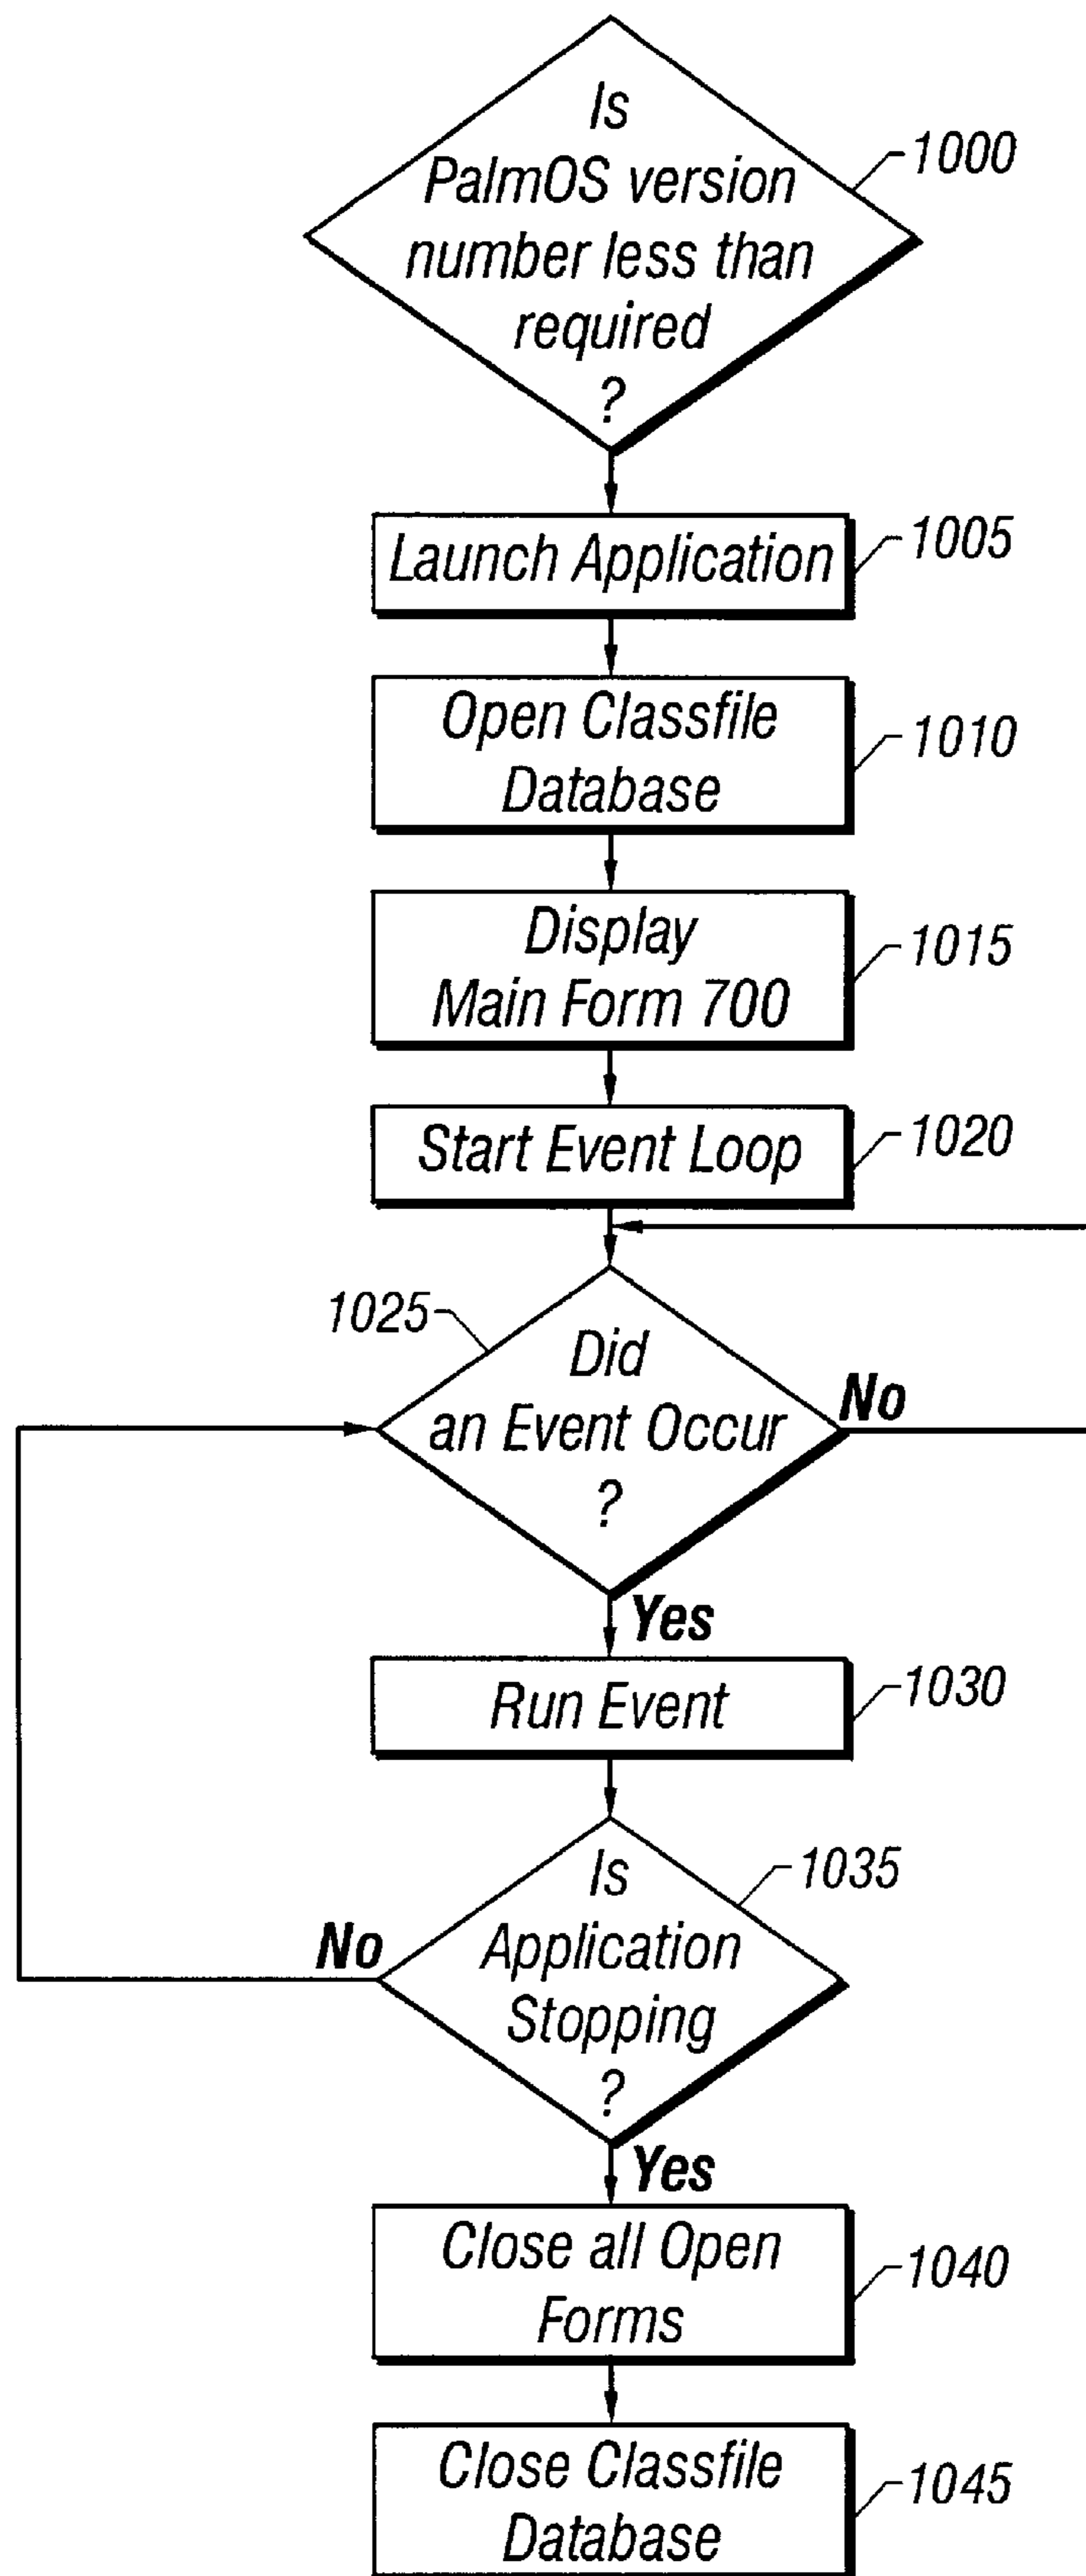 Is
PalmOS version
number less than
required
?
1000
Launch Application
1005
Open Classfile
Database
1010
Display
Main Form 700
1015
Start Event Loop
1020
1025
Did
an Event Occur
?
No
Yes
Run Event
1030
Is
Application
Stopping
?
1035
No
Yes
Close all Open
Forms
1040
Close Classfile
Database
1045